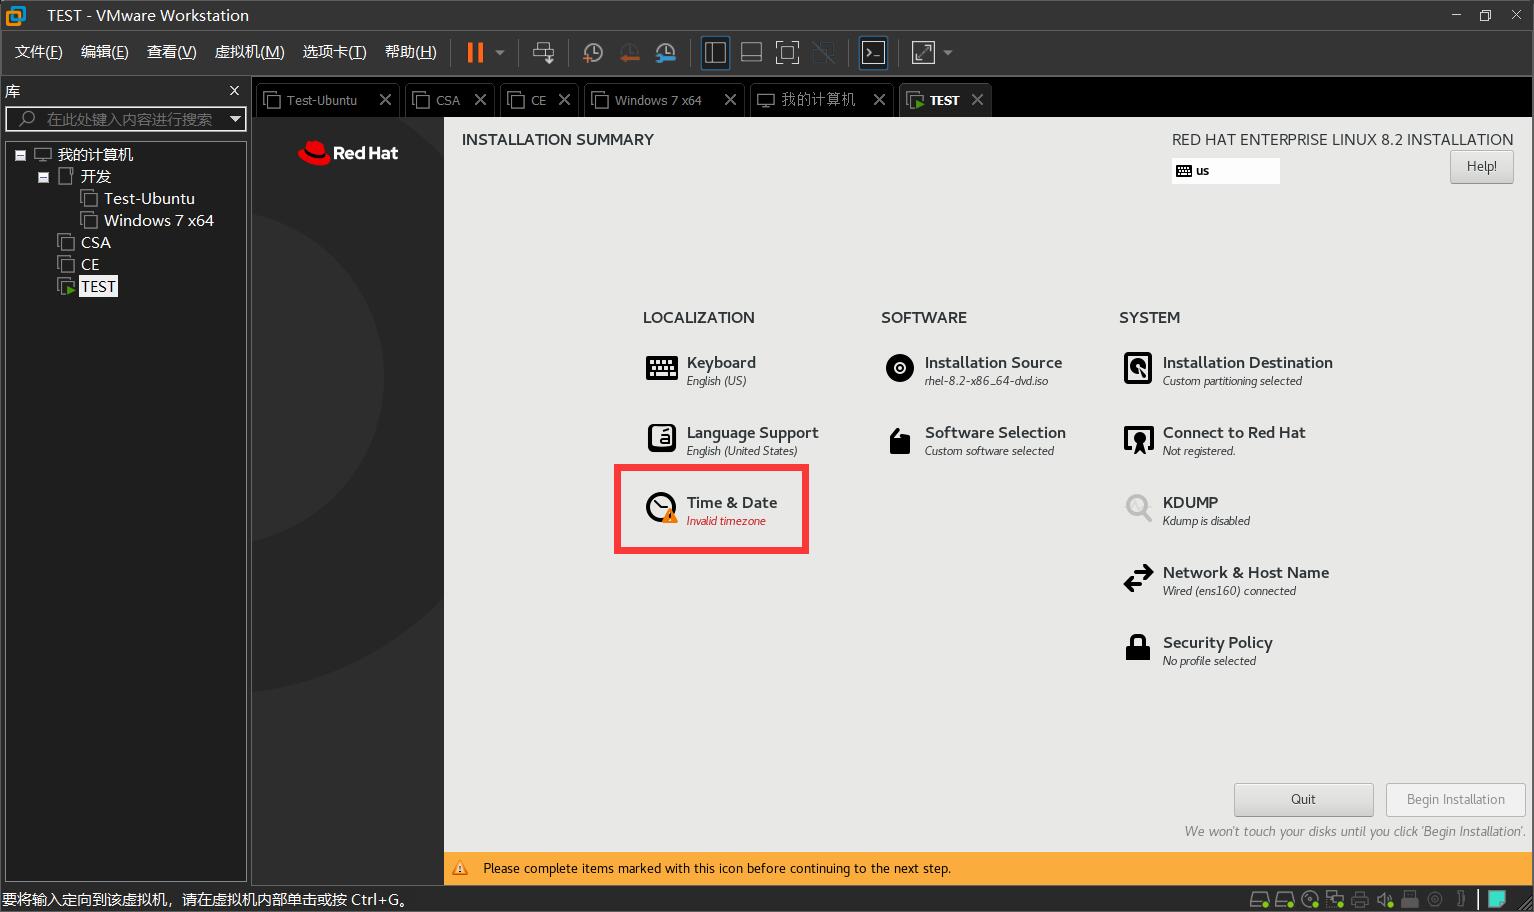 TEST - VMware Workstation
文件(F) 编辑(E) 查看(V) 虚拟机(M) 选项卡(T) 帮助(H)
库
在此处键入内容进行搜索
我的计算机
开发
Test-Ubuntu
Windows 7 x64
CSA
CE
TEST
Test-Ubuntu CSA CE Windows 7 x64 我的计算机 TEST
Red Hat
INSTALLATION SUMMARY
RED HAT ENTERPRISE LINUX 8.2 INSTALLATION
us
Help!
LOCALIZATION
Keyboard
English (US)
Language Support
English (United States)
Time & Date
Invalid timezone
SOFTWARE
Installation Source
rhel-8.2-x86_64-dvd.iso
Software Selection
Custom software selected
SYSTEM
Installation Destination
Custom partitioning selected
Connect to Red Hat
Not registered.
KDUMP
Kdump is disabled
Network & Host Name
Wired (ens160) connected
Security Policy
No profile selected
Quit
Begin Installation
We won't touch your disks until you click 'Begin Installation'.
Please complete items marked with this icon before continuing to the next step.
要将输入定向到该虚拟机，请在虚拟机内部单击或按 Ctrl+G。